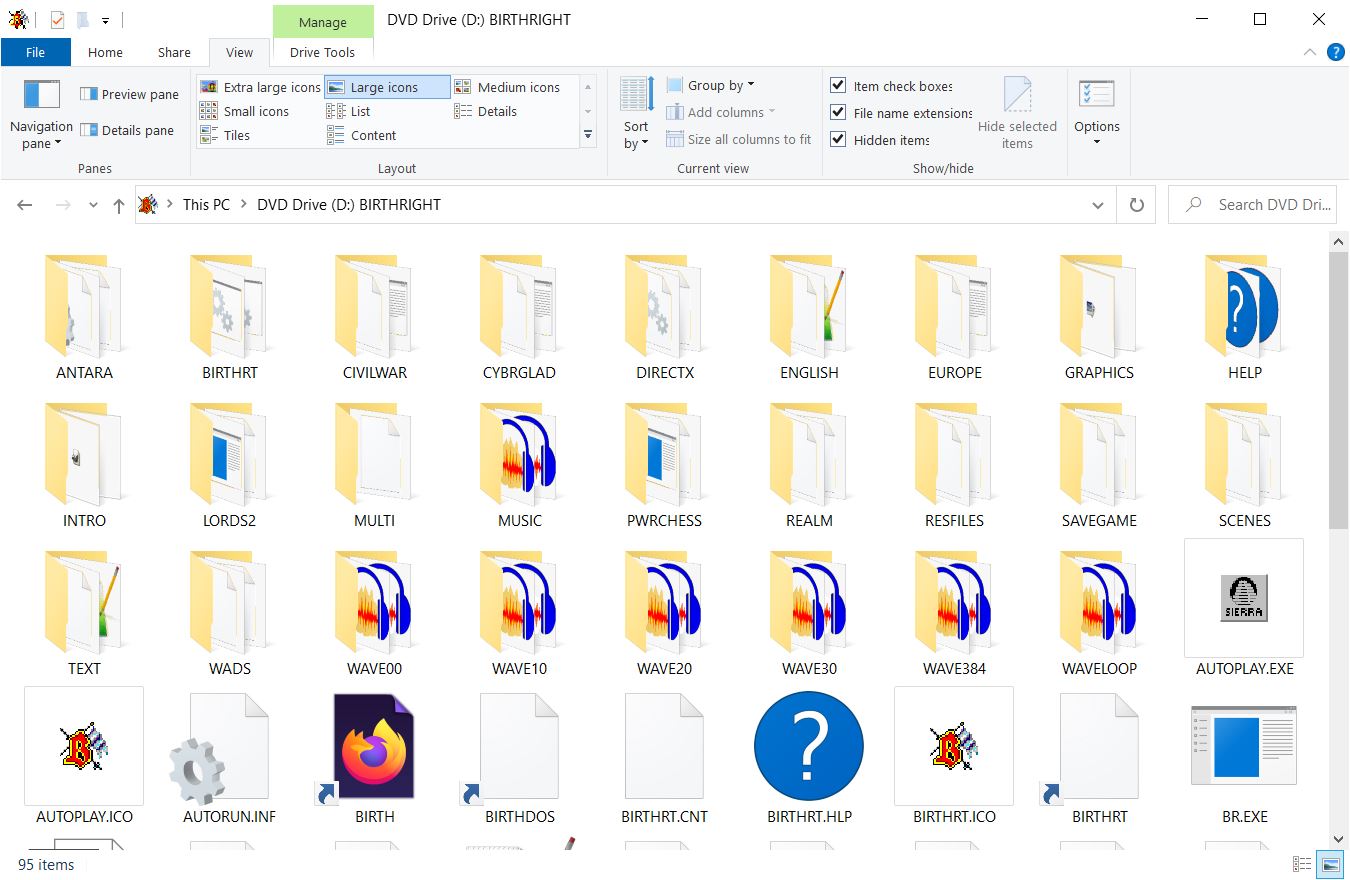 Manage
DVD Drive (D:) BIRTHRIGHT
File
Home
Share
View
Drive Tools
Navigation
pane
Preview pane
Details pane
Panes
Extra large icons
Large icons
Medium icons
Small icons
List
Details
Tiles
Content
Layout
Sort
by
Group by
Add columns
Size all columns to fit
Current view
Item check boxes
File name extensions
Hidden items
Hide selected
items
Show/hide
Options
This PC > DVD Drive (D:) BIRTHRIGHT
Search DVD Dri...
ANTARA
BIRTHRT
CIVILWAR
CYBRGLAD
DIRECTX
ENGLISH
EUROPE
GRAPHICS
HELP
INTRO
LORDS2
MULTI
MUSIC
PWRCHESS
REALM
RESFILES
SAVEGAME
SCENES
SIERRA
TEXT
WADS
WAVE00
WAVE10
WAVE20
WAVE30
WAVE384
WAVELOOP
AUTOPLAY.EXE
AUTOPLAY.ICO
AUTORUN.INF
BIRTH
BIRTHDOS
BIRTHRT.CNT
BIRTHRT.HLP
BIRTHRT.ICO
BIRTHRT
BR.EXE
95 items